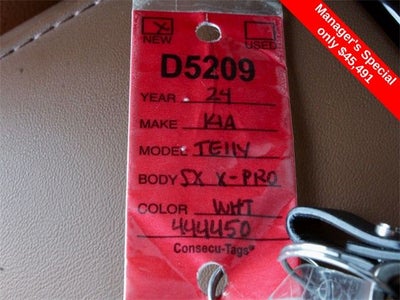 Manager's Special
only $45,491
NEW USED
D5209
YEAR 24
MAKE KIA
MODEL TElly
BODY SX X-PRO
COLOR WHT
444450
Consecu-Tags®